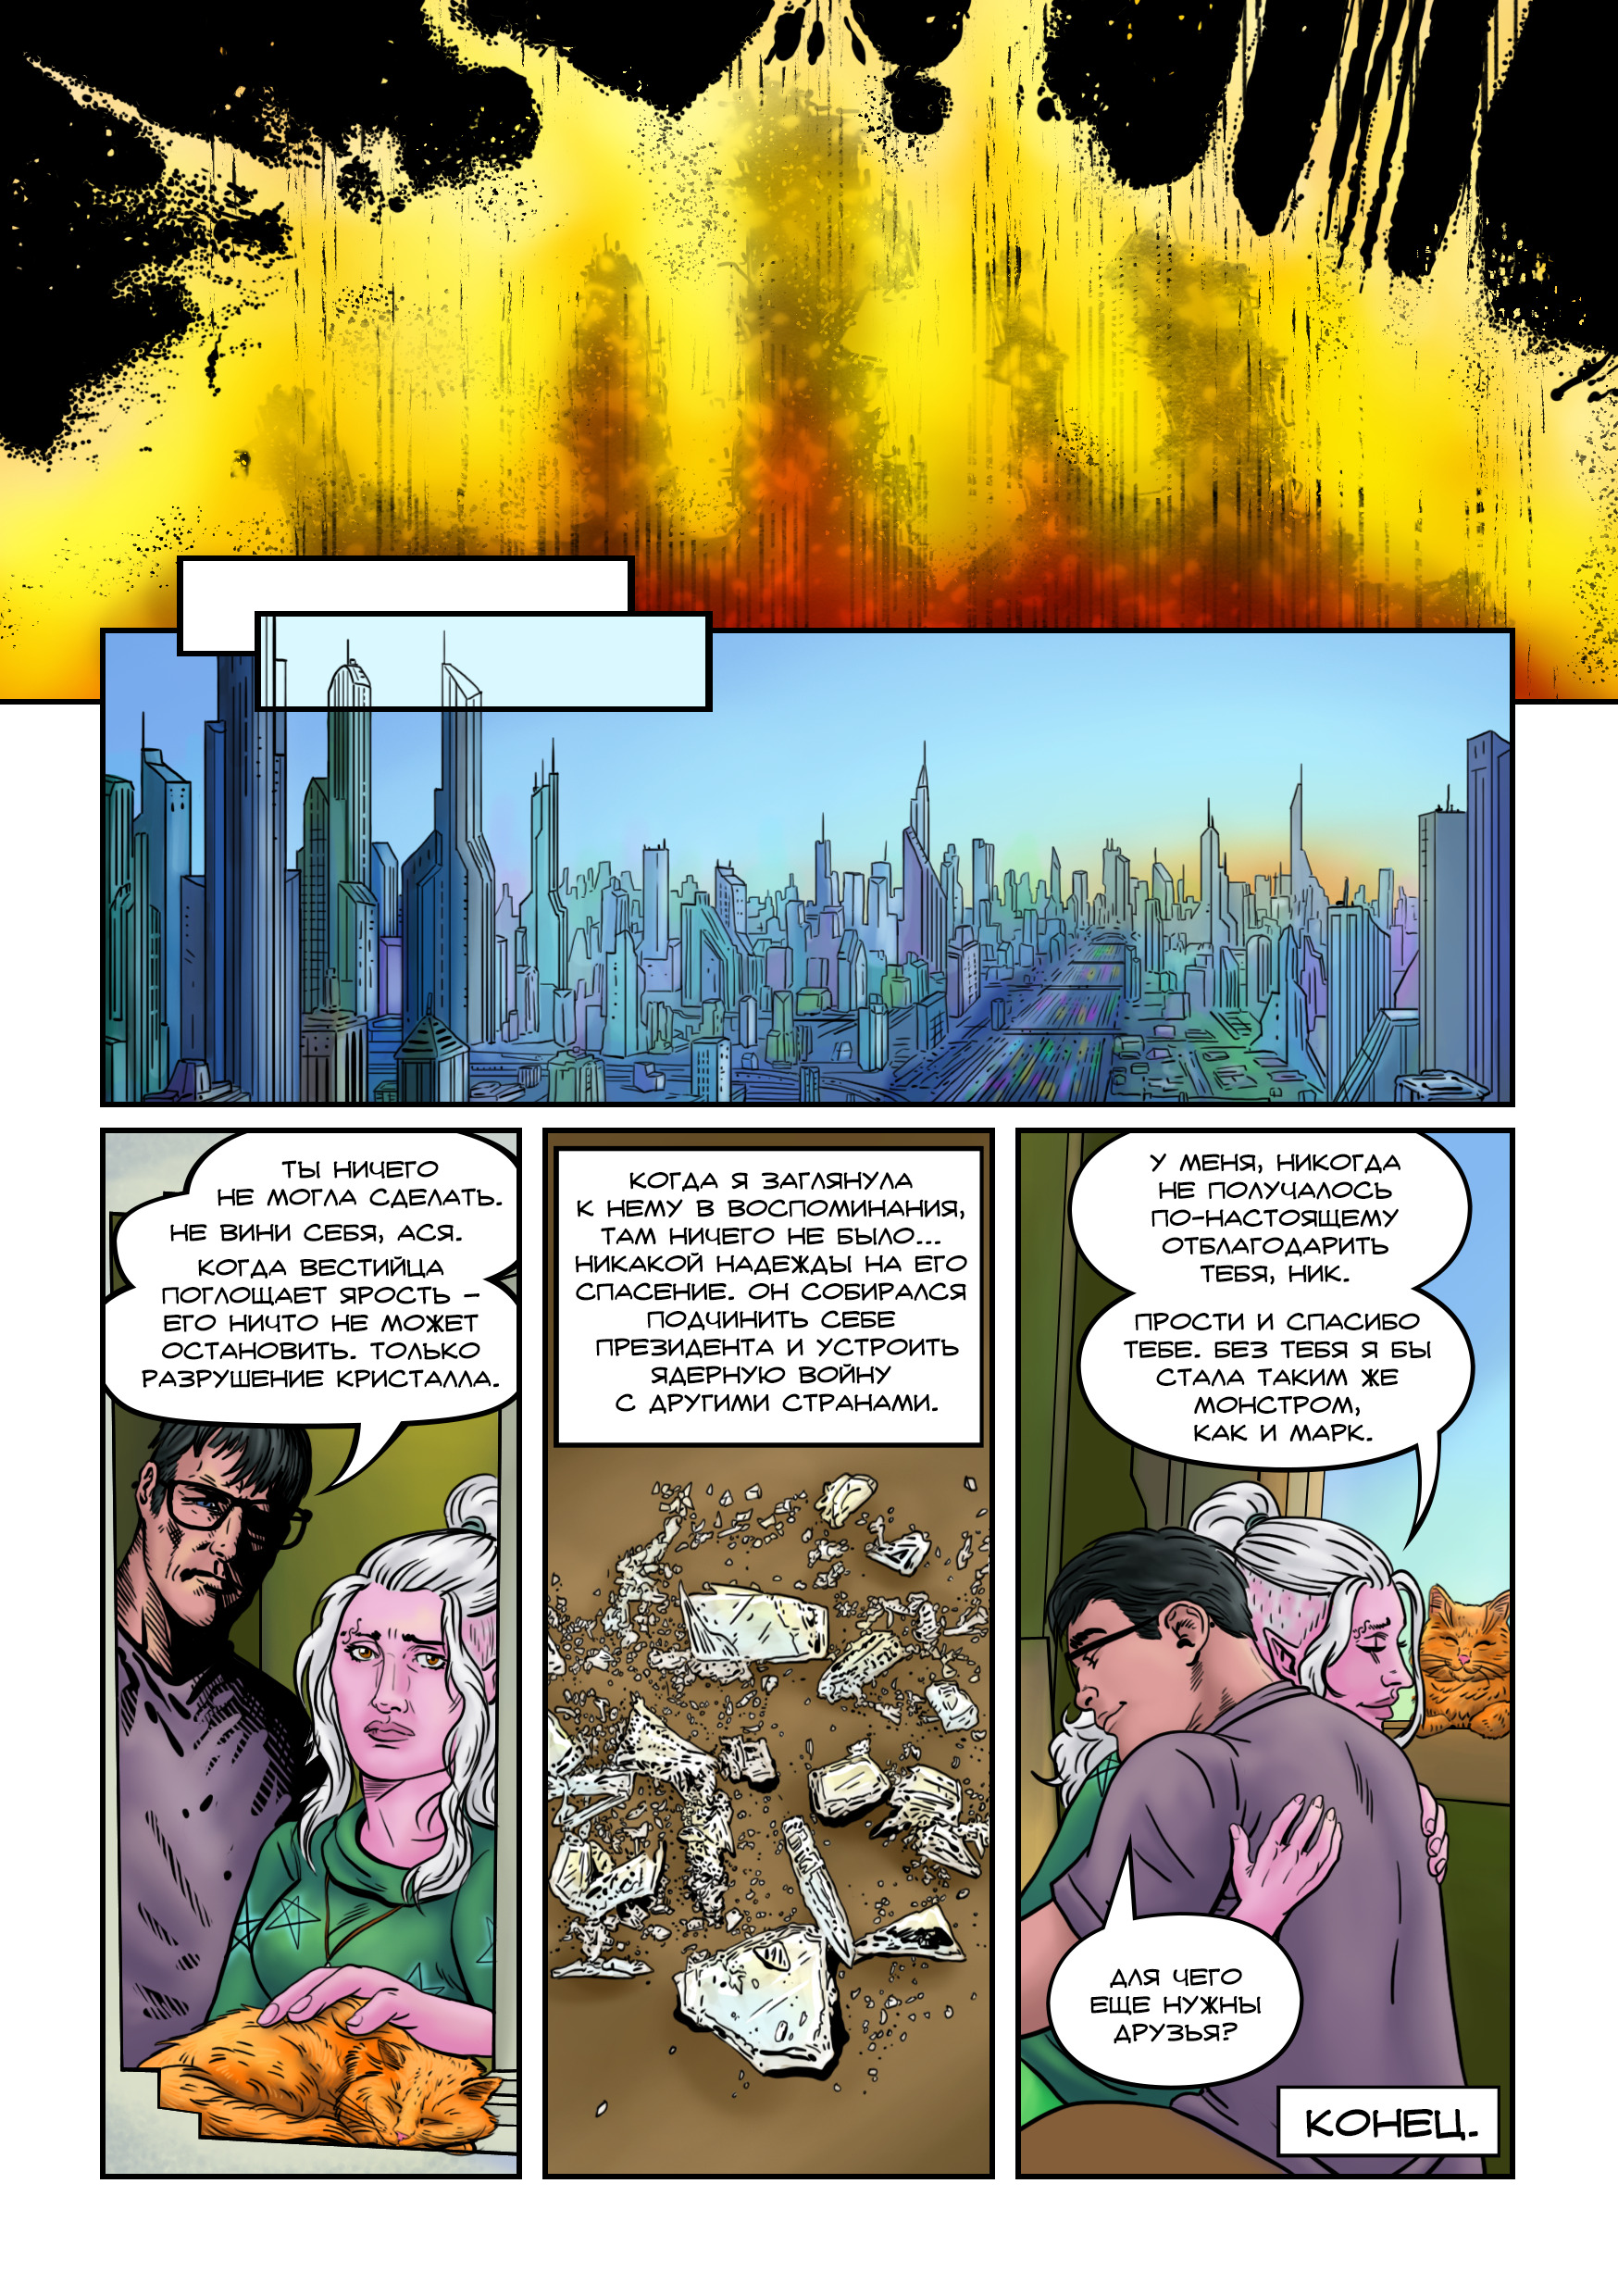 ТЫ НИЧЕГО
НЕ МОГЛА СДЕЛАТЬ.
НЕ ВИНИ СЕБЯ, АСЯ.
КОГДА ВЕСТИЙЦА
ПОГЛОЩАЕТ ЯРОСТЬ –
ЕГО НИЧТО НЕ МОЖЕТ
ОСТАНОВИТЬ. ТОЛЬКО
РАЗРУШЕНИЕ КРИСТАЛЛА.
КОГДА Я ЗАГЛЯНУЛА
К НЕМУ В ВОСПОМИНАНИЯ,
ТАМ НИЧЕГО НЕ БЫЛО...
НИКАКОЙ НАДЕЖДЫ НА ЕГО
СПАСЕНИЕ. ОН СОБИРАЛСЯ
ПОДЧИНИТЬ СЕБЕ
ПРЕЗИДЕНТА И УСТРОИТЬ
ЯДЕРНУЮ ВОЙНУ
С ДРУГИМИ СТРАНАМИ.
У МЕНЯ, НИКОГДА
НЕ ПОЛУЧАЛОСЬ
ПО-НАСТОЯЩЕМУ
ОТБЛАГОДАРИТЬ
ТЕБЯ, НИК.
ПРОСТИ И СПАСИБО
ТЕБЕ. БЕЗ ТЕБЯ Я БЫ
СТАЛА ТАКИМ ЖЕ
МОНСТРОМ,
КАК И МАРК.
ДЛЯ ЧЕГО
ЕЩЕ НУЖНЫ
ДРУЗЬЯ?
КОНЕЦ.